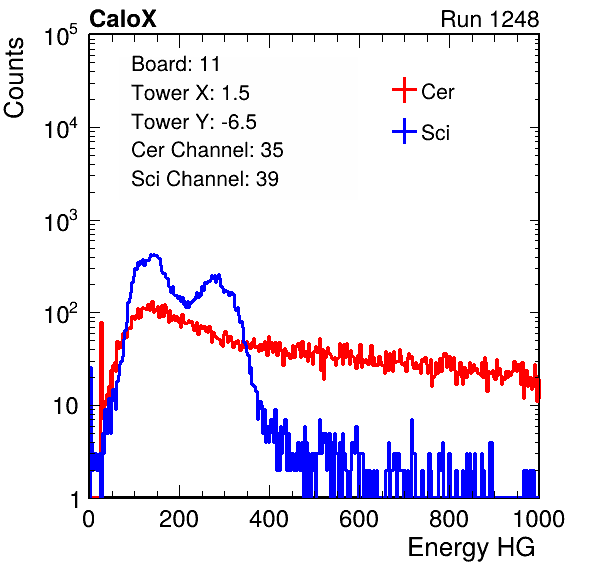 CaloX Run 1248
Counts
10^5
10^4
10^3
10^2
10
1
Board: 11
Tower X: 1.5
Tower Y: -6.5
Cer Channel: 35
Sci Channel: 39
Cer
Sci
0 200 400 600 800 1000
Energy HG